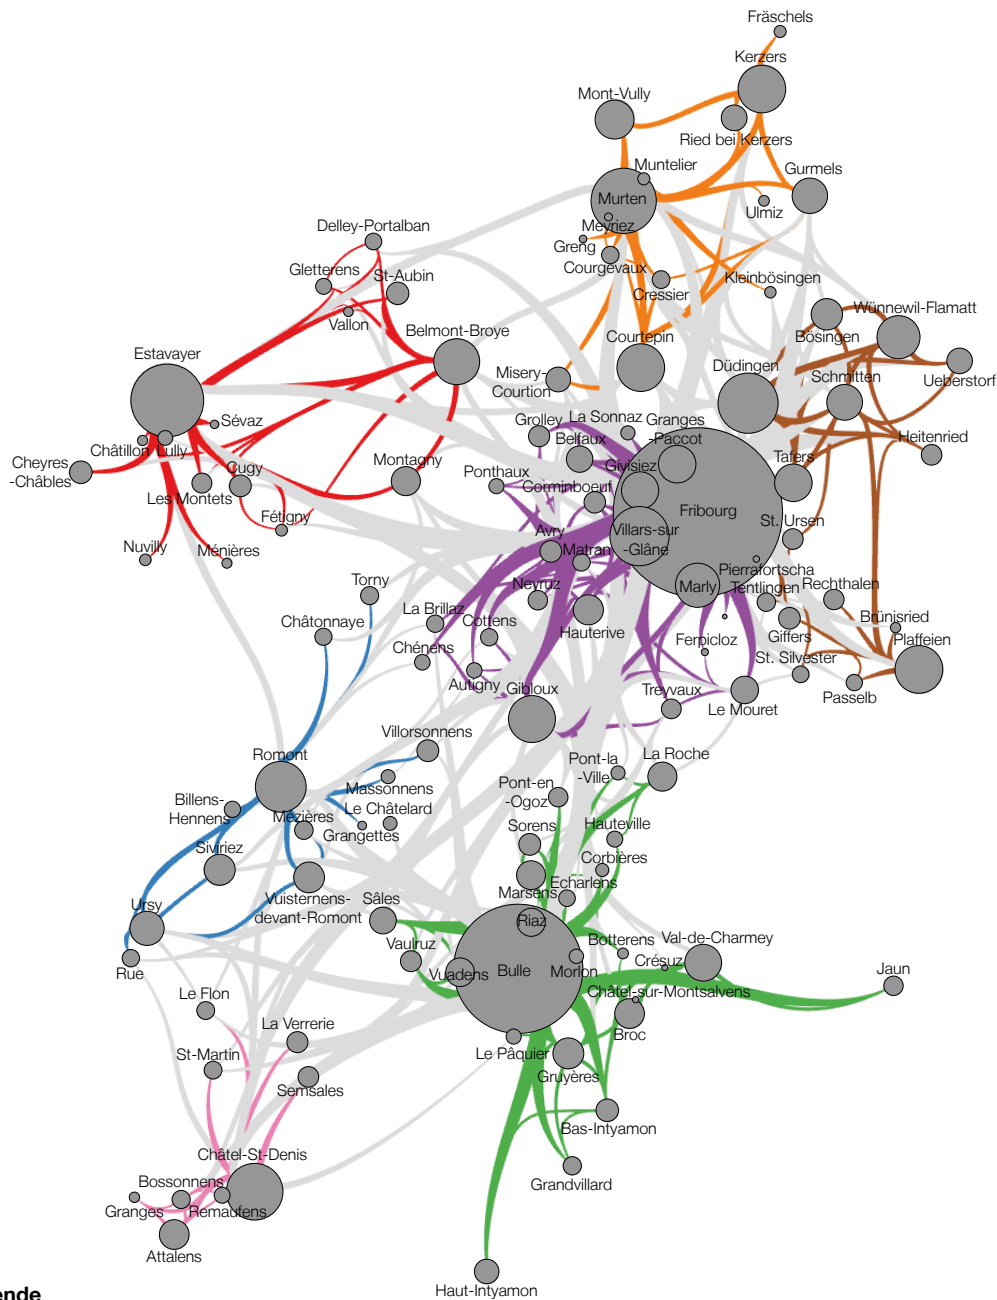 Fräschels
Kerzers
Mont-Vully
Ried bei Kerzers
Muntelier
Gurmels
Murten
Ulmiz
Meyriez
Delley-Portalban
Greng
Courgevaux
Gletterens
St-Aubin
Kleinbösingen
Cressier
Vallon
Wünnewil-Flamatt
Belmont-Broye
Bösingen
Courtepin
Estavayer
Düdingen
Misery-
Courtion
Schmitten
Ueberstorf
Sévaz
Grolley
La Sonnaz
Granges
-Paccot
Belfaux
Heitenried
Châtillon
Lully
Tafers
Cheyres
-Châbles
Cugy
Montagny
Givisiez
Ponthaux
Corminboeuf
Les Montets
Fribourg
Fétigny
St. Ursen
Villars-sur
-Glâne
Avry
Matran
Nuvilly
Ménières
Pierrafortscha
Torny
Neyruz
Marly
Tentlingen
Rechthalen
La Brillaz
Châtonnaye
Cottens
Hauterive
Brünisried
Giffers
Ferpicloz
Plaffeien
Chénens
St. Silvester
Autigny
Gibloux
Treyvaux
Passelb
Le Mouret
Villorsonnens
Romont
Pont-la
-Ville
La Roche
Massonnens
Pont-en
-Ogoz
Billens-
Hennens
Le Châtelard
Mézières
Grangettes
Sorens
Hauteville
Siviriez
Corbières
Echarlens
Marsens
Vuisternens-
devant-Romont
Sâles
Ursy
Riaz
Vaulruz
Botterens
Val-de-Charmey
Rue
Vuadens
Bulle
Morlon
Crésuz
Jaun
Le Flon
Châtel-sur-Montsalvens
La Verrerie
Broc
St-Martin
Le Pâquier
Gruyères
Semsales
Bas-Intyamon
Châtel-St-Denis
Bossonnens
Grandvillard
Granges
Remaufens
Attalens
Haut-Intyamon
ende